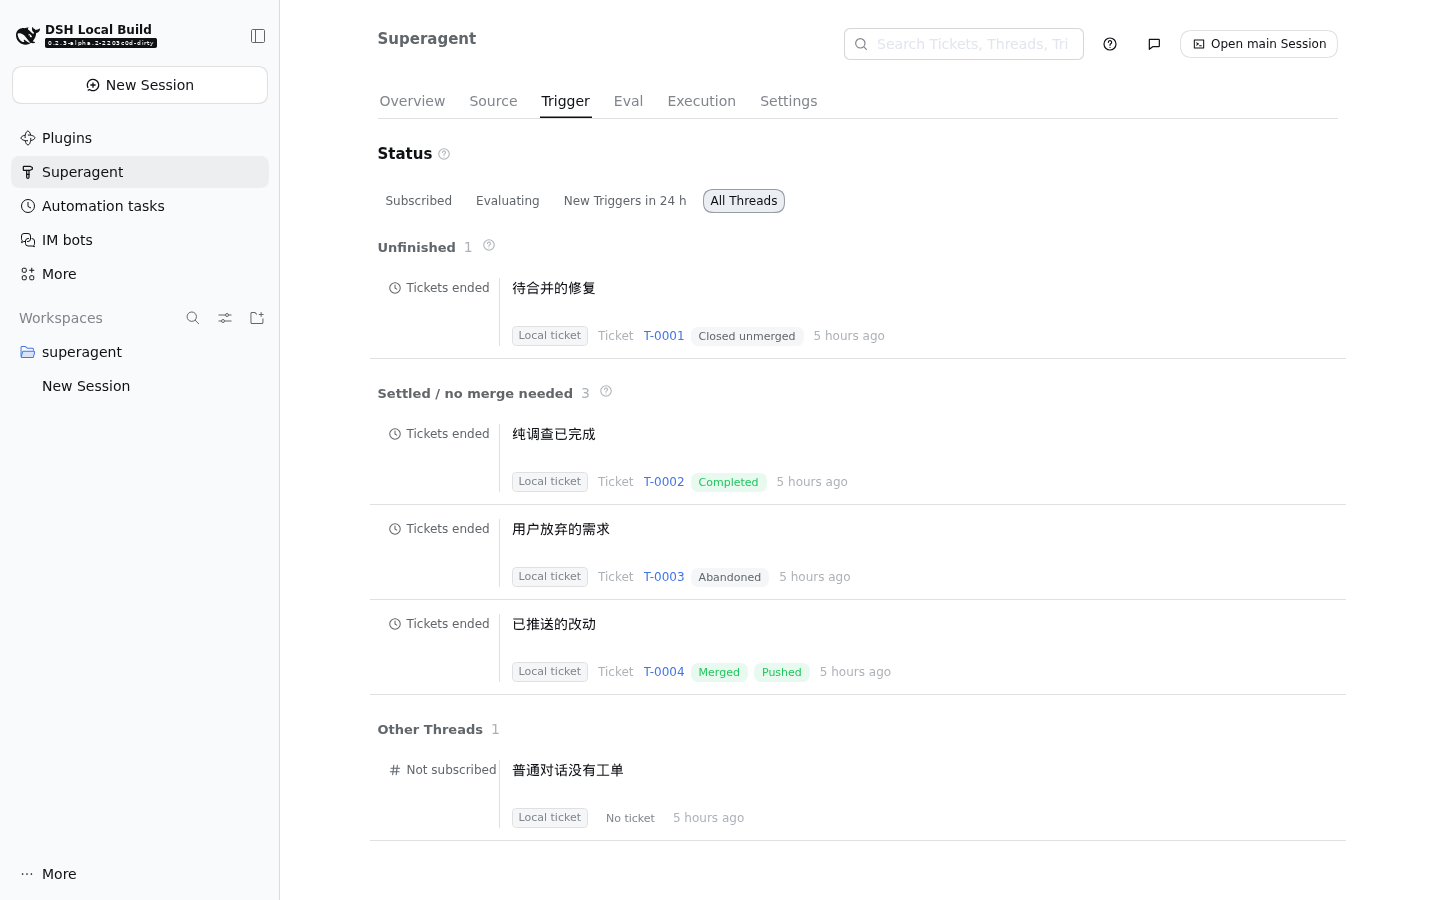 DSH Local Build
0.2.3-alpha.2-2203c0d-dirty
New Session
Plugins
Superagent
Automation tasks
IM bots
More
Workspaces
superagent
New Session
More
Superagent
Search Tickets, Threads, Tri
Open main Session
Overview
Source
Trigger
Eval
Execution
Settings
Status
Subscribed
Evaluating
New Triggers in 24 h
All Threads
Unfinished 1
Tickets ended
待合并的修复
Local ticket Ticket T-0001 Closed unmerged 5 hours ago
Settled / no merge needed 3
Tickets ended
纯调查已完成
Local ticket Ticket T-0002 Completed 5 hours ago
Tickets ended
用户放弃的需求
Local ticket Ticket T-0003 Abandoned 5 hours ago
Tickets ended
已推送的改动
Local ticket Ticket T-0004 Merged Pushed 5 hours ago
Other Threads 1
Not subscribed
普通对话没有工单
Local ticket No ticket 5 hours ago